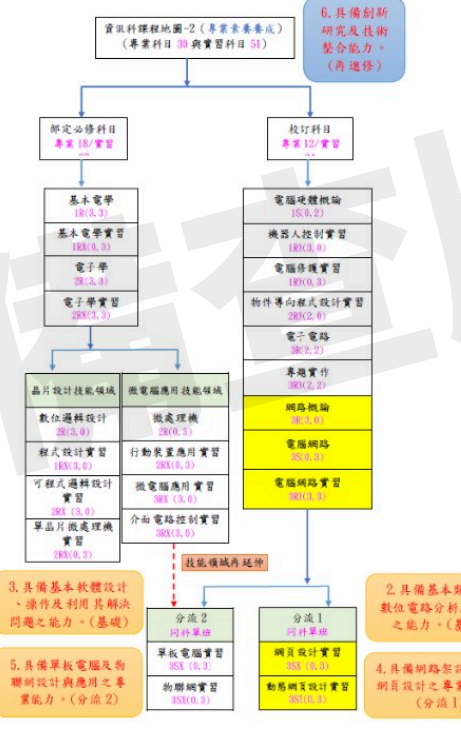 資訊科課程地圖-2（專業素養養成）
（專業科目 30 與實習科目 51）
6.具備創新
研究及技術
整合能力。
(再進修)
部定必修科目
專業 18/實習
校訂科目
專業 12/實習
基本電學
1R(3,3)
基本電學實習
1RX(0,3)
電子學
2R(3,3)
電子學實習
2RX(3,3)
電腦硬體概論
1S(0,2)
機器人控制實習
1R3(3,0)
電腦修護實習
1R3(0,3)
物件導向程式設計實習
2R3(2,0)
電子電路
3R(2,2)
專題實作
3R3(2,2)
網路概論
3R(3,0)
電腦網路
3S(0,3)
電腦網路實習
3R3(3,3)
晶片設計技能領域
數位邏輯設計
2R(3,0)
程式設計實習
1RX(3,0)
可程式邏輯設計
實習
2RX (3,0)
單晶片微處理機
實習
2RX(0,3)
微電腦應用技能領域
微處理機
2R(0,3)
行動裝置應用實習
2RX(0,3)
微電腦應用實習
3RX (3,0)
介面電路控制實習
3RX(3,0)
技能領域再延伸
3.具備基本軟體設計
、操作及利用其解決
問題之能力。(基礎)
5.具備單板電腦及物
聯網設計與應用之專
業能力。(分流 2)
分流 2
同科單班
單板電腦實習
3SX (0,3)
物聯網實習
3SX(0,3)
分流 1
同科單班
網頁設計實習
3SX (0,3)
動態網頁設計實習
3SZ(0,3)
2.具備基本類
數位電路分析
之能力。(基
4.具備網路架設
網頁設計之專業
(分流 1)
備查